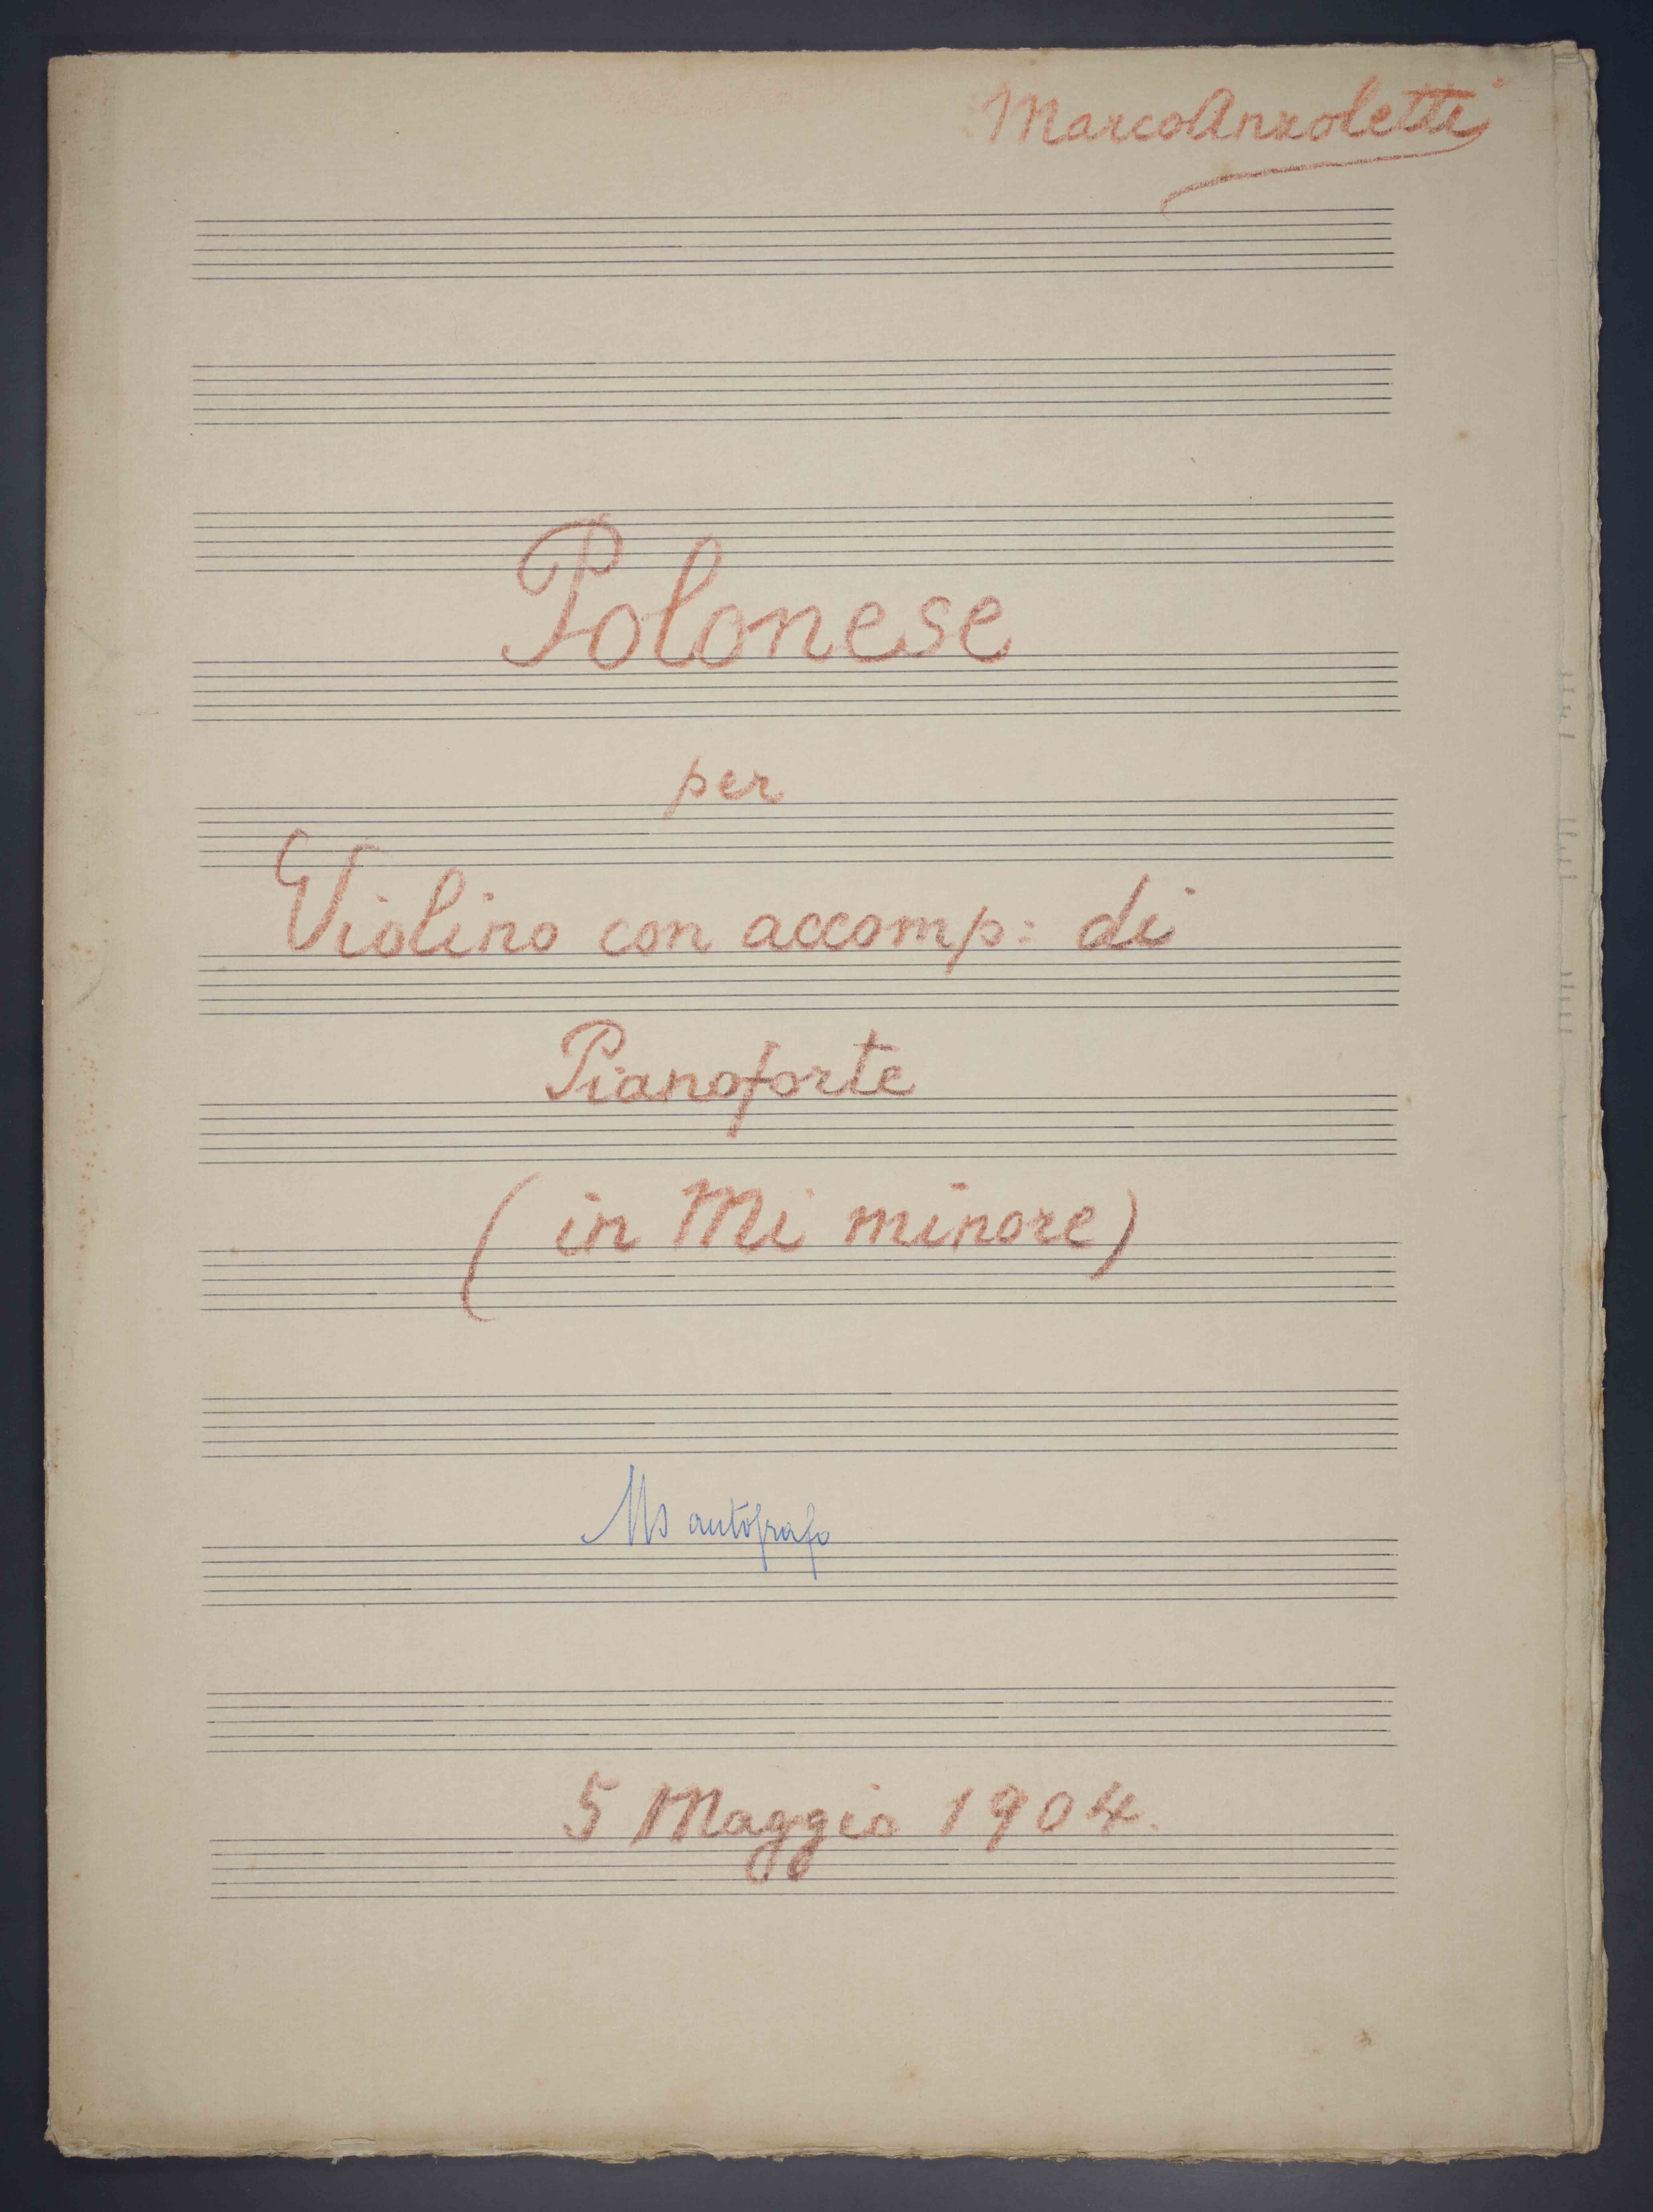 Marco Anzoletti
Polonese
per
Violino con accomp: di
Pianoforte
( in Mi minore)
Ms autografo
5 Maggio 1904.